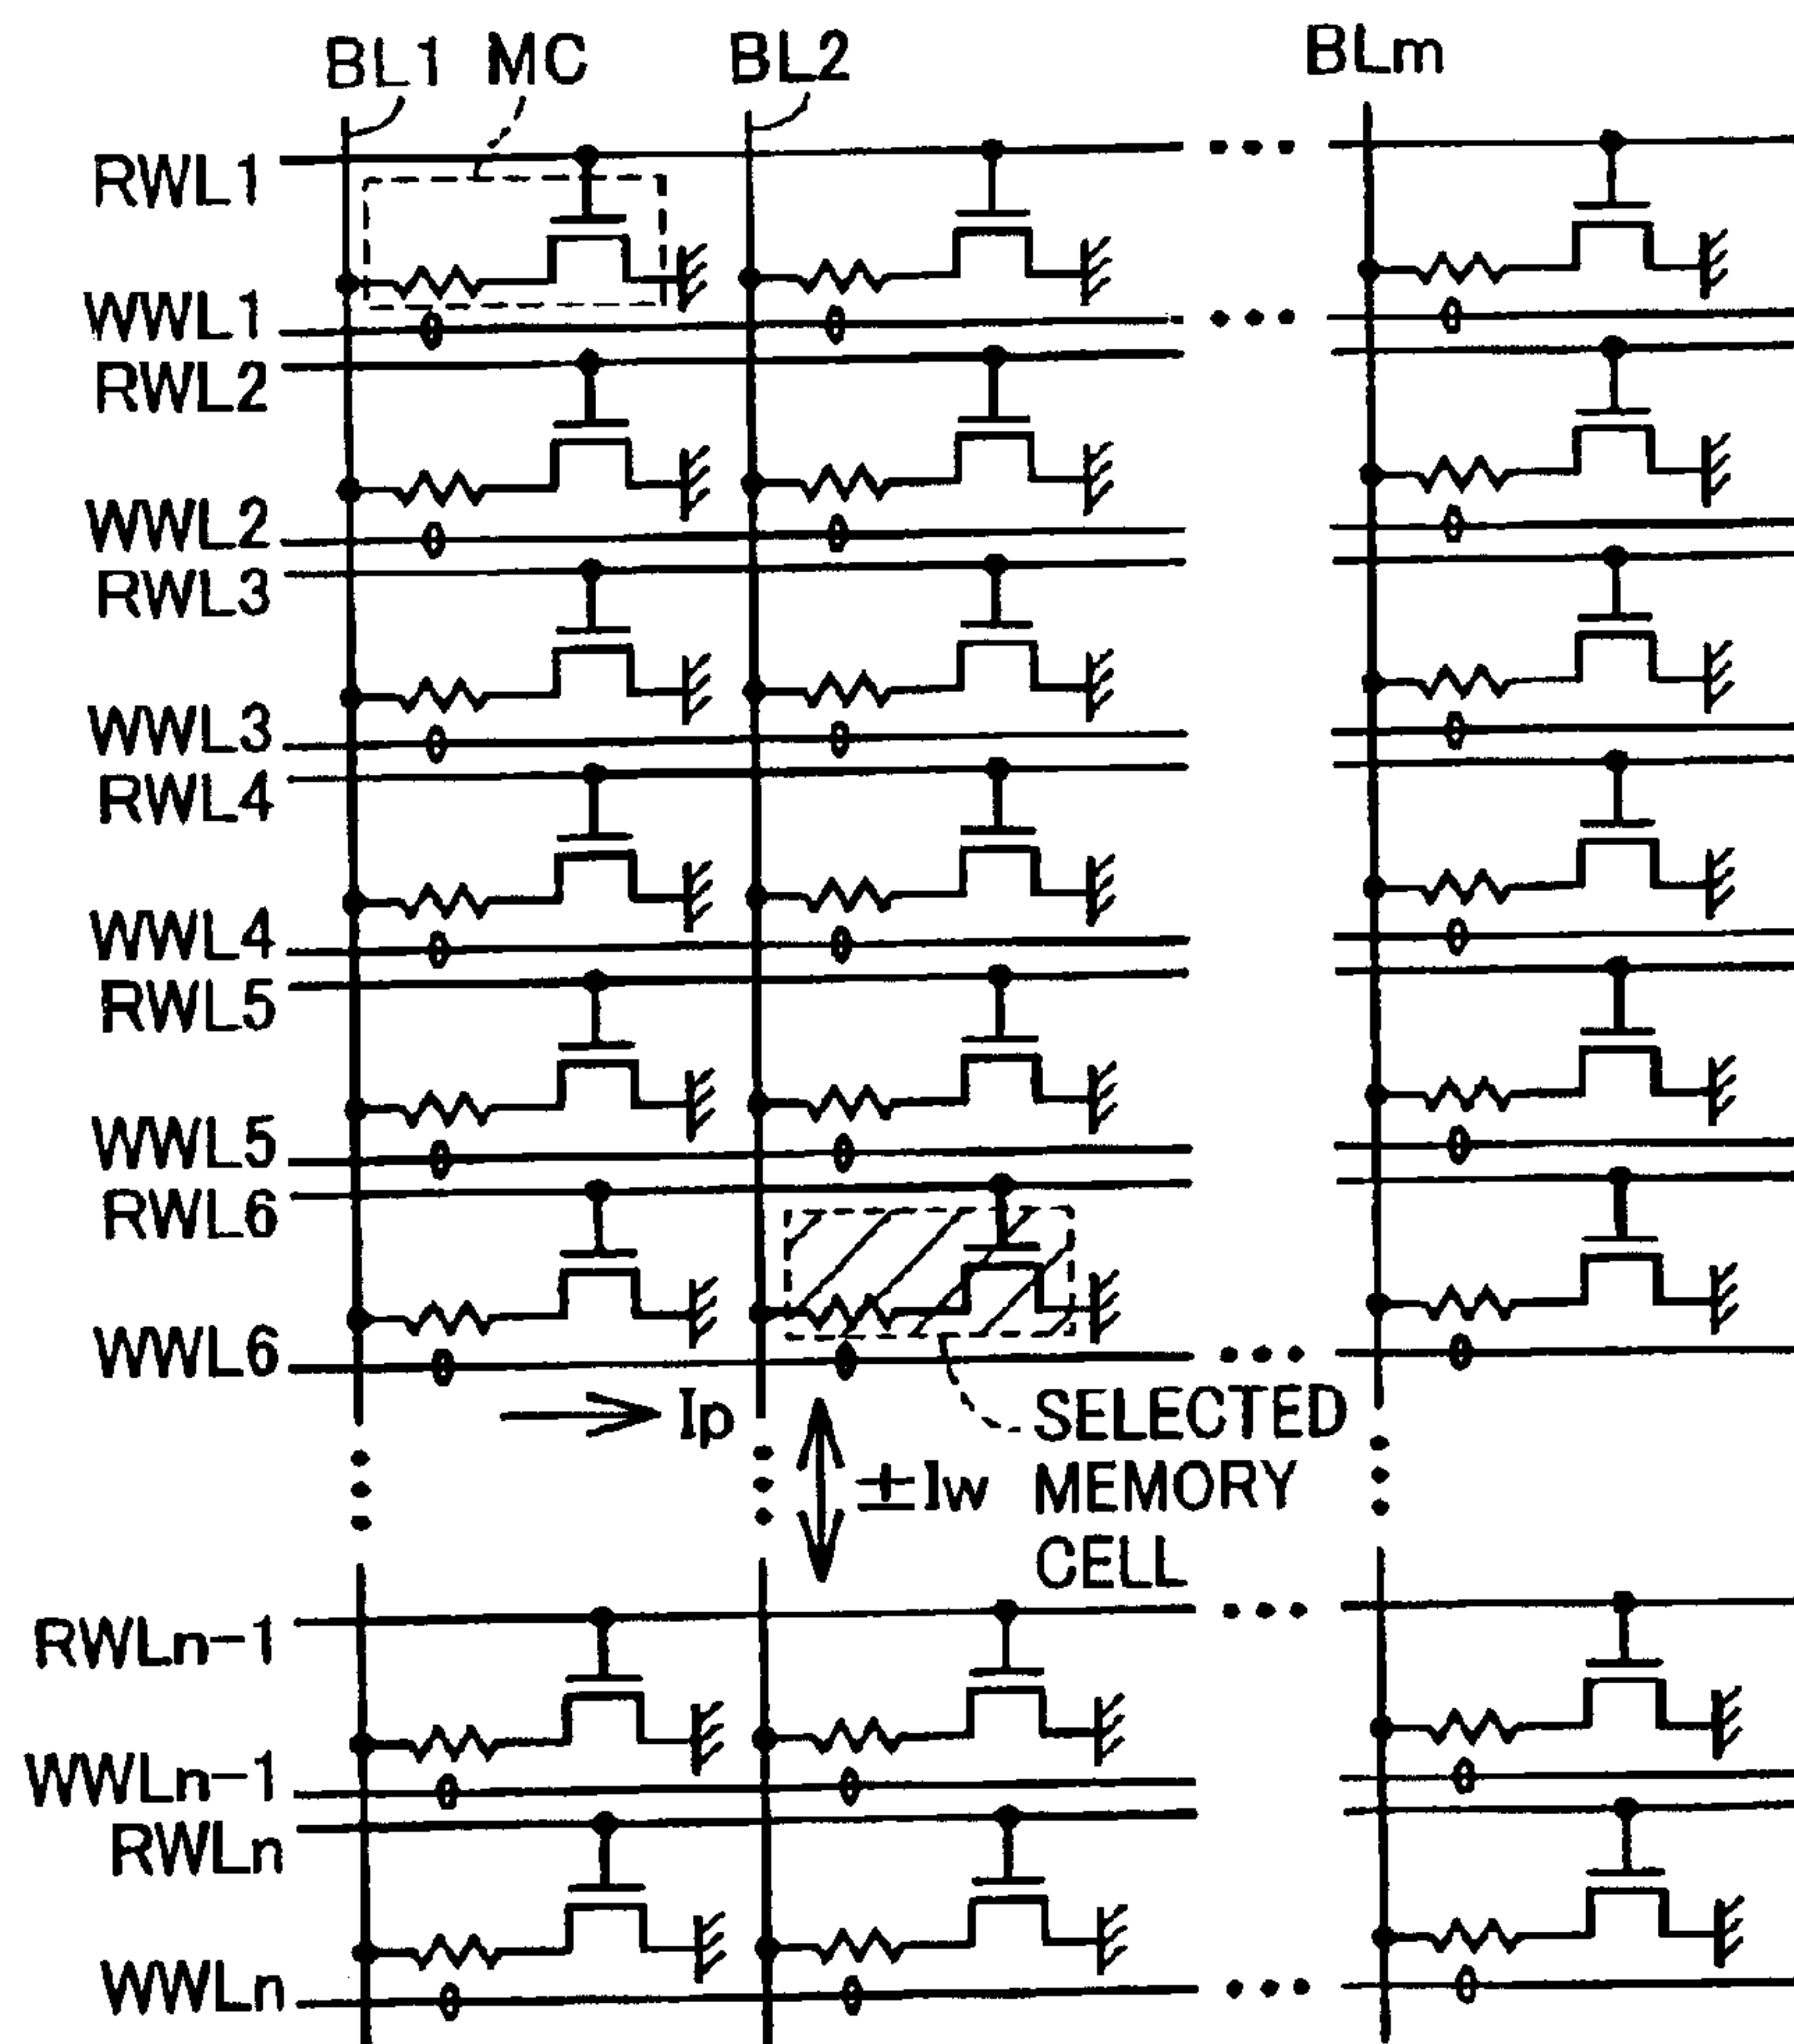 BL1 MC BL2 BLm
RWL1
WWL1
RWL2
WWL2
RWL3
WWL3
RWL4
WWL4
RWL5
WWL5
RWL6
WWL6
Ip
±Iw
SELECTED
MEMORY
CELL
RWLn-1
WWLn-1
RWLn
WWLn